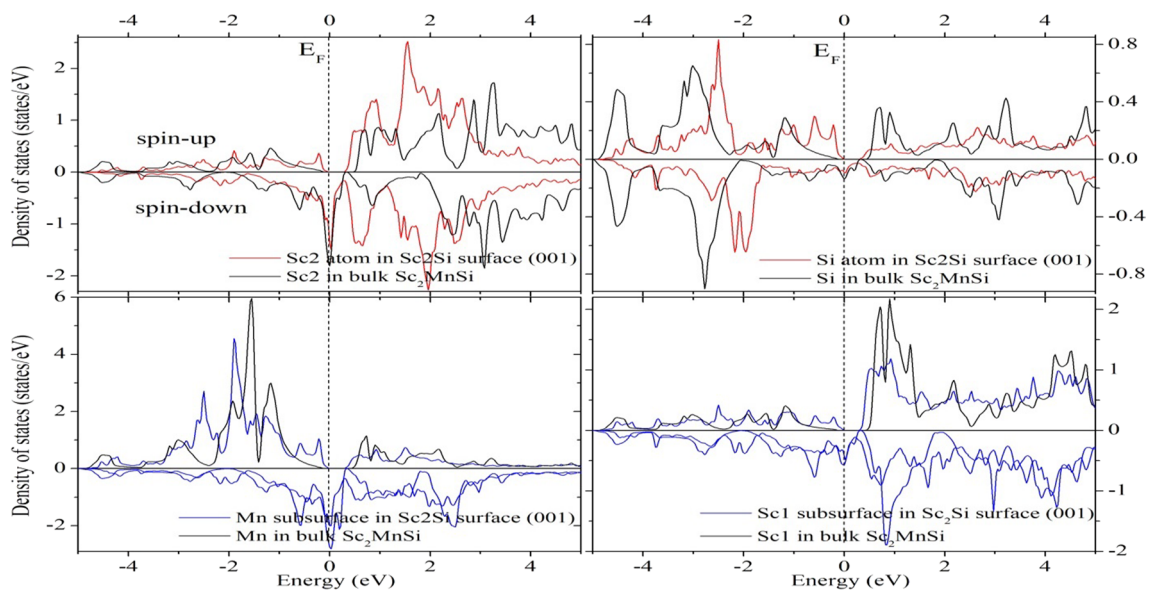 -4 -2 0 2 4 -4 -2 0 2 4
E_F E_F
Density of states (states/eV)
2
1
0
-1
-2
spin-up
spin-down
Sc2 atom in Sc2Si surface (001)
Sc2 in bulk Sc₂MnSi
0.8
0.4
0.0
-0.4
-0.8
Si atom in Sc2Si surface (001)
Si in bulk Sc₂MnSi
Density of states (states/eV)
6
4
2
0
-2
Mn subsurface in Sc2Si surface (001)
Mn in bulk Sc₂MnSi
2
1
0
-1
-2
Sc1 subsurface in Sc₂Si surface (001)
Sc1 in bulk Sc₂MnSi
-4 -2 0 2 4 -4 -2 0 2 4
Energy (eV) Energy (eV)